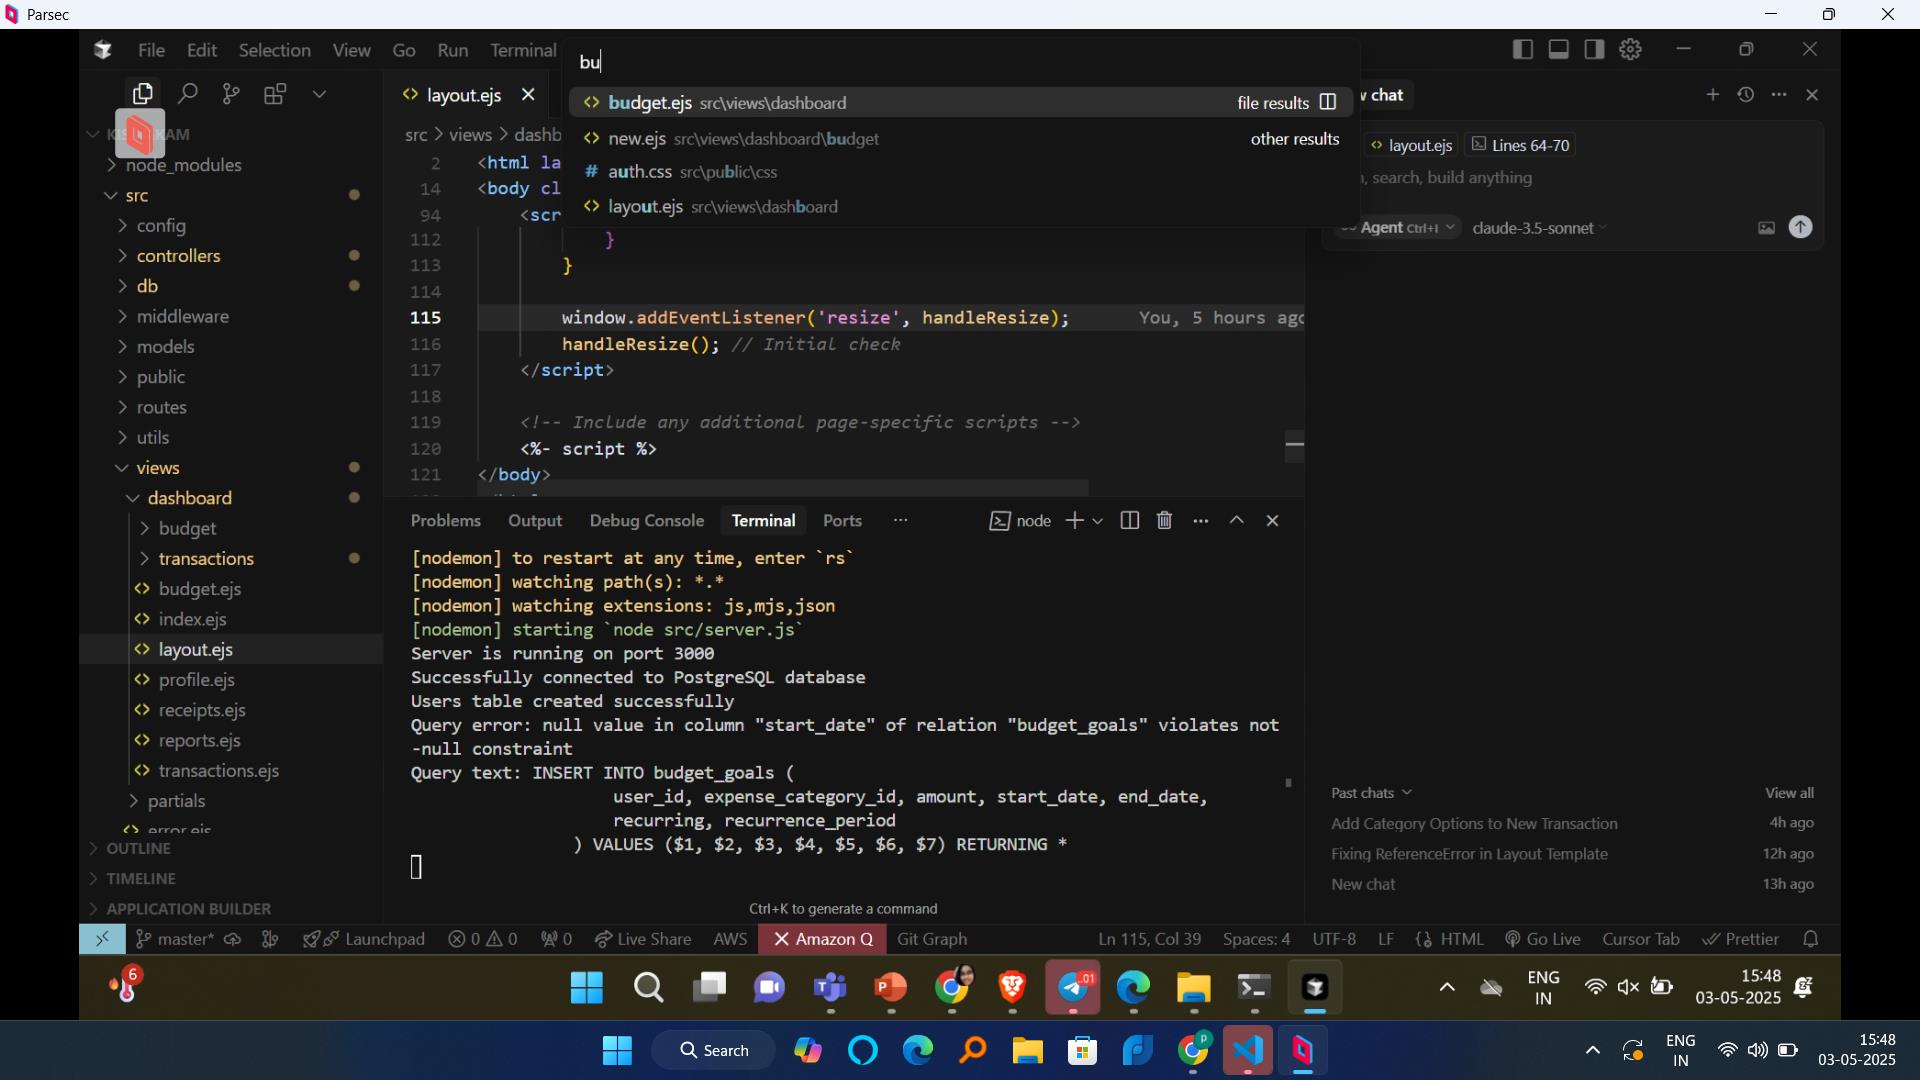 Parsec
File Edit Selection View Go Run Terminal
bu
budget.ejs src\views\dashboard file results
new.ejs src\views\dashboard\budget other results
auth.css src\public\css
layout.ejs src\views\dashboard
layout.ejs
chat
src > views > dashb
layout.ejs Lines 64-70
, search, build anything
Agent Ctrl+I claude-3.5-sonnet
node_modules
src
config
controllers
db
middleware
models
public
routes
utils
views
dashboard
budget
transactions
budget.ejs
index.ejs
layout.ejs
profile.ejs
receipts.ejs
reports.ejs
transactions.ejs
partials
error.ejs
OUTLINE
TIMELINE
APPLICATION BUILDER
2 <html la
14 <body cl
94 <scr
112 }
113 }
114
115 window.addEventListener('resize', handleResize); You, 5 hours ago
116 handleResize(); // Initial check
117 </script>
118
119 <!-- Include any additional page-specific scripts -->
120 <%- script %>
121 </body>
Problems Output Debug Console Terminal Ports ··· node
[nodemon] to restart at any time, enter `rs`
[nodemon] watching path(s): *.*
[nodemon] watching extensions: js,mjs,json
[nodemon] starting `node src/server.js`
Server is running on port 3000
Successfully connected to PostgreSQL database
Users table created successfully
Query error: null value in column "start_date" of relation "budget_goals" violates not
-null constraint
Query text: INSERT INTO budget_goals (
user_id, expense_category_id, amount, start_date, end_date,
recurring, recurrence_period
) VALUES ($1, $2, $3, $4, $5, $6, $7) RETURNING *
Ctrl+K to generate a command
Past chats View all
Add Category Options to New Transaction 4h ago
Fixing ReferenceError in Layout Template 12h ago
New chat 13h ago
master* Launchpad 0 0 0 Live Share AWS Amazon Q Git Graph Ln 115, Col 39 Spaces: 4 UTF-8 LF HTML Go Live Cursor Tab Prettier
6
.01
ENG
IN
15:48
03-05-2025
Search
P
ENG
IN
15:48
03-05-2025